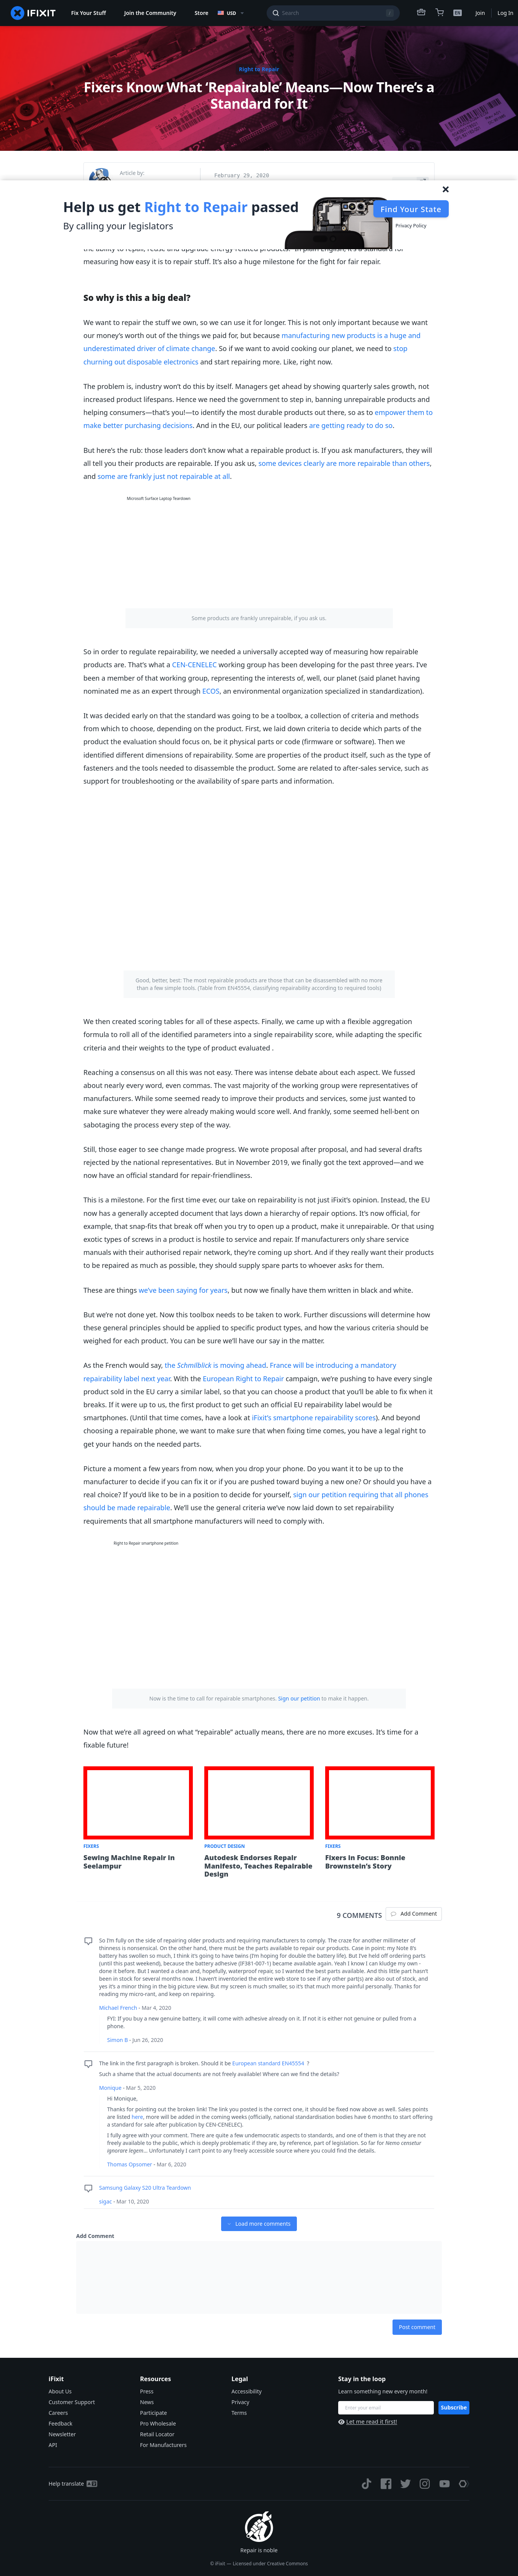 IFIXIT
Fix Your Stuff
Join the Community
Store
USD
Search
/
EN
Join
Log In
Right to Repair
Fixers Know What ‘Repairable’ Means—Now There’s a
Standard for It
Article by:
February 29, 2020
Help us get Right to Repair passed
By calling your legislators
Find Your State
Privacy Policy
measuring how easy it is to repair stuff. It’s also a huge milestone for the fight for fair repair.
So why is this a big deal?
We want to repair the stuff we own, so we can use it for longer. This is not only important because we want
our money’s worth out of the things we paid for, but because manufacturing new products is a huge and
underestimated driver of climate change. So if we want to avoid cooking our planet, we need to stop
churning out disposable electronics and start repairing more. Like, right now.
The problem is, industry won’t do this by itself. Managers get ahead by showing quarterly sales growth, not
increased product lifespans. Hence we need the government to step in, banning unrepairable products and
helping consumers—that’s you!—to identify the most durable products out there, so as to empower them to
make better purchasing decisions. And in the EU, our political leaders are getting ready to do so.
But here’s the rub: those leaders don’t know what a repairable product is. If you ask manufacturers, they will
all tell you their products are repairable. If you ask us, some devices clearly are more repairable than others,
and some are frankly just not repairable at all.
Microsoft Surface Laptop Teardown
Some products are frankly unrepairable, if you ask us.
So in order to regulate repairability, we needed a universally accepted way of measuring how repairable
products are. That’s what a CEN-CENELEC working group has been developing for the past three years. I’ve
been a member of that working group, representing the interests of, well, our planet (said planet having
nominated me as an expert through ECOS, an environmental organization specialized in standardization).
It was decided early on that the standard was going to be a toolbox, a collection of criteria and methods
from which to choose, depending on the product. First, we laid down criteria to decide which parts of the
product the evaluation should focus on, be it physical parts or code (firmware or software). Then we
identified different dimensions of repairability. Some are properties of the product itself, such as the type of
fasteners and the tools needed to disassemble the product. Some are related to after-sales service, such as
support for troubleshooting or the availability of spare parts and information.
Good, better, best: The most repairable products are those that can be disassembled with no more
than a few simple tools. (Table from EN45554, classifying repairability according to required tools)
We then created scoring tables for all of these aspects. Finally, we came up with a flexible aggregation
formula to roll all of the identified parameters into a single repairability score, while adapting the specific
criteria and their weights to the type of product evaluated .
Reaching a consensus on all this was not easy. There was intense debate about each aspect. We fussed
about nearly every word, even commas. The vast majority of the working group were representatives of
manufacturers. While some seemed ready to improve their products and services, some just wanted to
make sure whatever they were already making would score well. And frankly, some seemed hell-bent on
sabotaging the process every step of the way.
Still, those eager to see change made progress. We wrote proposal after proposal, and had several drafts
rejected by the national representatives. But in November 2019, we finally got the text approved—and we
now have an official standard for repair-friendliness.
This is a milestone. For the first time ever, our take on repairability is not just iFixit’s opinion. Instead, the EU
now has a generally accepted document that lays down a hierarchy of repair options. It’s now official, for
example, that snap-fits that break off when you try to open up a product, make it unrepairable. Or that using
exotic types of screws in a product is hostile to service and repair. If manufacturers only share service
manuals with their authorised repair network, they’re coming up short. And if they really want their products
to be repaired as much as possible, they should supply spare parts to whoever asks for them.
These are things we’ve been saying for years, but now we finally have them written in black and white.
But we’re not done yet. Now this toolbox needs to be taken to work. Further discussions will determine how
these general principles should be applied to specific product types, and how the various criteria should be
weighed for each product. You can be sure we’ll have our say in the matter.
As the French would say, the Schmilblick is moving ahead. France will be introducing a mandatory
repairability label next year. With the European Right to Repair campaign, we’re pushing to have every single
product sold in the EU carry a similar label, so that you can choose a product that you’ll be able to fix when it
breaks. If it were up to us, the first product to get such an official EU repairability label would be
smartphones. (Until that time comes, have a look at iFixit’s smartphone repairability scores). And beyond
choosing a repairable phone, we want to make sure that when fixing time comes, you have a legal right to
get your hands on the needed parts.
Picture a moment a few years from now, when you drop your phone. Do you want it to be up to the
manufacturer to decide if you can fix it or if you are pushed toward buying a new one? Or should you have a
real choice? If you’d like to be in a position to decide for yourself, sign our petition requiring that all phones
should be made repairable. We’ll use the general criteria we’ve now laid down to set repairability
requirements that all smartphone manufacturers will need to comply with.
Right to Repair smartphone petition
Now is the time to call for repairable smartphones. Sign our petition to make it happen.
Now that we’re all agreed on what “repairable” actually means, there are no more excuses. It’s time for a
fixable future!
FIXERS
Sewing Machine Repair in
Seelampur
PRODUCT DESIGN
Autodesk Endorses Repair
Manifesto, Teaches Repairable
Design
FIXERS
Fixers in Focus: Bonnie
Brownstein’s Story
9 COMMENTS
Add Comment
So I’m fully on the side of repairing older products and requiring manufacturers to comply. The craze for another millimeter of
thinness is nonsensical. On the other hand, there must be the parts available to repair our products. Case in point: my Note 8’s
battery has swollen so much, I think it’s going to have twins (I’m hoping for double the battery life). But I’ve held off ordering parts
(until this past weekend), because the battery adhesive (IF381-007-1) became available again. Yeah I know I can kludge my own -
done it before. But I wanted a clean and, hopefully, waterproof repair, so I wanted the best parts available. And this little part hasn’t
been in stock for several months now. I haven’t inventoried the entire web store to see if any other part(s) are also out of stock, and
yes it’s a minor thing in the big picture view. But it’s so much more fun to snivel and whine when it affects me personally. Thanks for
reading my micro-rant, and keep on repairing.
Michael French - Mar 4, 2020
FYI: If you buy a new genuine battery, it will come with adhesive already on it. If not it is either not genuine or pulled from a
phone.
Simon B - Jun 26, 2020
The link in the first paragraph is broken. Should it be European standard EN45554 ?
Such a shame that the actual documents are not freely available! Where can we find the details?
Monique - Mar 5, 2020
Hi Monique,
Thanks for pointing out the broken link! The link you posted is the correct one, it should be fixed now above as well. Sales points
are listed here, more will be added in the coming weeks (officially, national standardisation bodies have 6 months to start offering
a standard for sale after publication by CEN-CENELEC).
I fully agree with your comment. There are quite a few undemocratic aspects to standards, and one of them is that they are not
freely available to the public, which is deeply problematic if they are, by reference, part of legislation. So far for Nemo censetur
ignorare legem... Unfortunately I can’t point to any freely accessible source where you could find the details.
Thomas Opsomer - Mar 6, 2020
Samsung Galaxy S20 Ultra Teardown
sigac - Mar 10, 2020
Load more comments
Add Comment
Post comment
iFixit
About Us
Customer Support
Careers
Feedback
Newsletter
API
Resources
Press
News
Participate
Pro Wholesale
Retail Locator
For Manufacturers
Legal
Accessibility
Privacy
Terms
Stay in the loop
Learn something new every month!
Enter your email
Subscribe
Let me read it first!
Help translate
Repair is noble
© iFixit — Licensed under Creative Commons